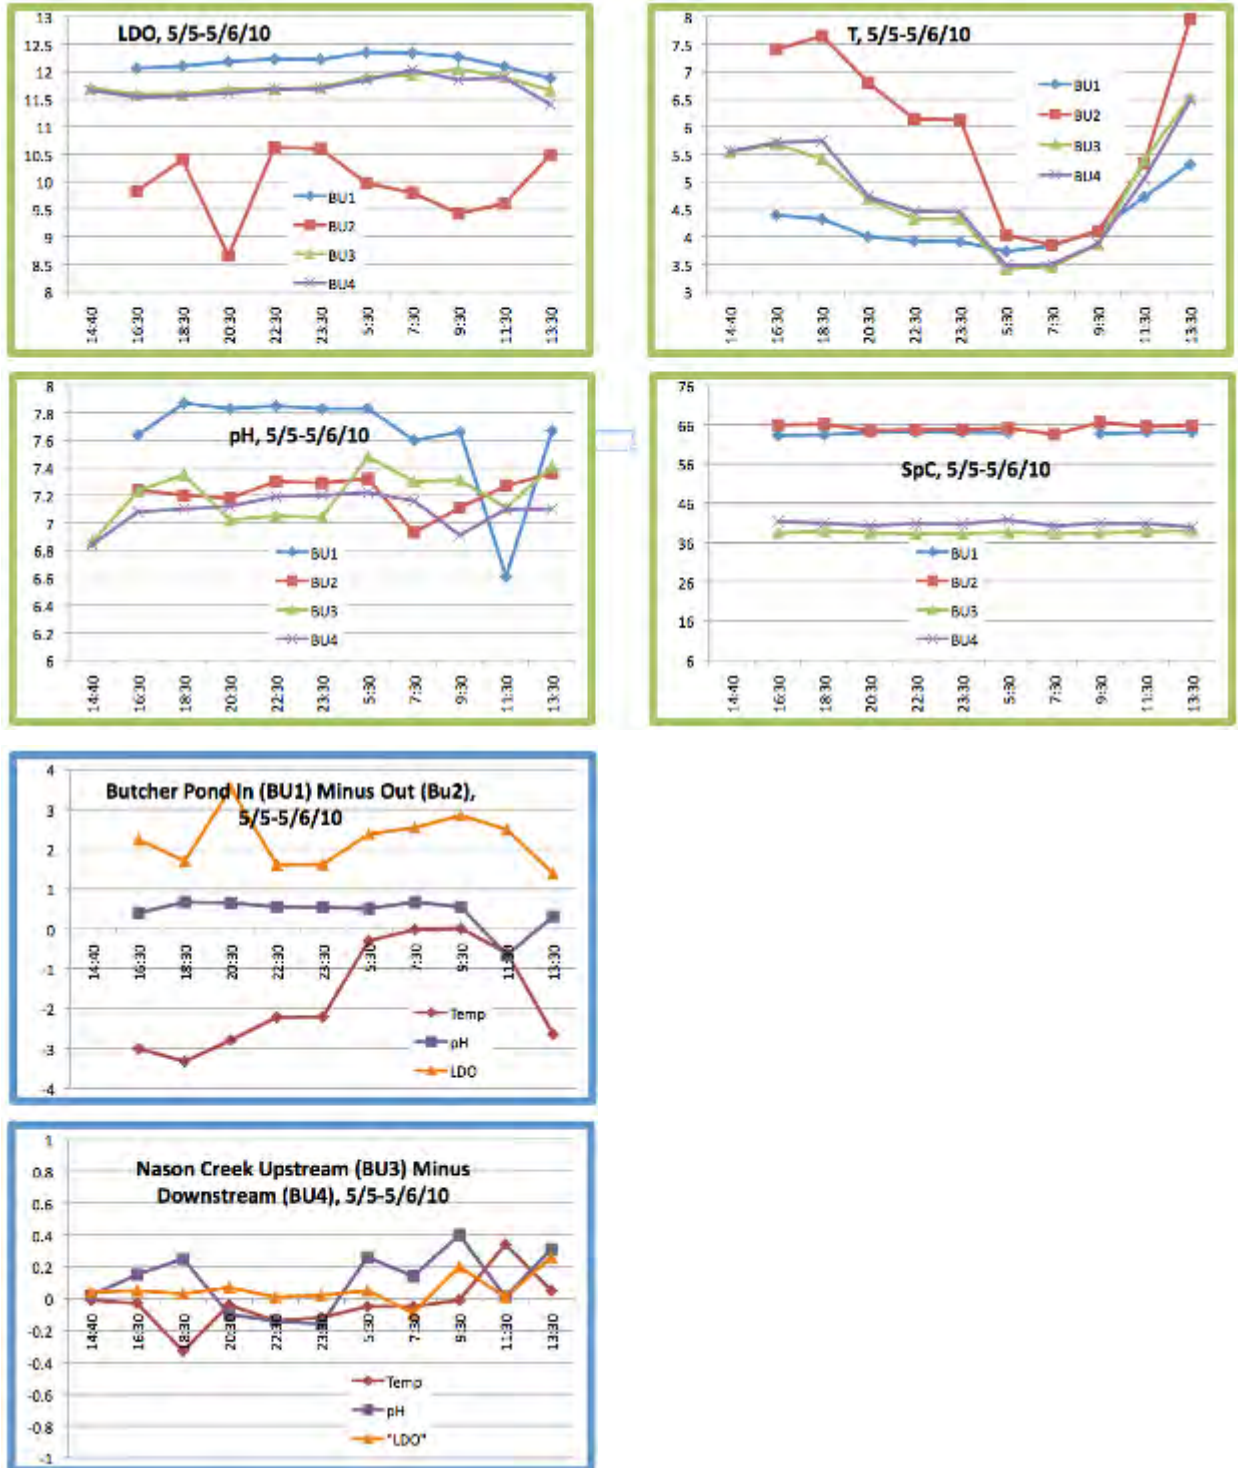 LDO, 5/5-5/6/10
13
12.5
12
11.5
11
10.5
10
9.5
9
8.5
8
BU1
BU2
BU3
BU4
14:40 16:30 18:30 20:30 22:30 23:30 5:30 7:30 9:30 11:30 13:30
T, 5/5-5/6/10
8
7.5
7
6.5
6
5.5
5
4.5
4
3.5
3
BU1
BU2
BU3
BU4
14:40 16:30 18:30 20:30 22:30 23:30 5:30 7:30 9:30 11:30 13:30
pH, 5/5-5/6/10
8
7.8
7.6
7.4
7.2
7
6.8
6.6
6.4
6.2
6
BU1
BU2
BU3
BU4
14:40 16:30 18:30 20:30 22:30 23:30 5:30 7:30 9:30 11:30 13:30
SpC, 5/5-5/6/10
76
66
56
46
36
26
16
6
BU1
BU2
BU3
BU4
14:40 16:30 18:30 20:30 22:30 23:30 5:30 7:30 9:30 11:30 13:30
Butcher Pond In (BU1) Minus Out (Bu2),
5/5-5/6/10
4
3
2
1
0
-1
-2
-3
-4
14:40 16:30 18:30 20:30 22:30 23:30 5:30 7:30 9:30 11:30 13:30
Temp
pH
LDO
Nason Creek Upstream (BU3) Minus
Downstream (BU4), 5/5-5/6/10
1
0.8
0.6
0.4
0.2
0
-0.2
-0.4
-0.6
-0.8
-1
14:40 16:30 18:30 20:30 22:30 23:30 5:30 7:30 9:30 11:30 13:30
Temp
pH
"LDO"